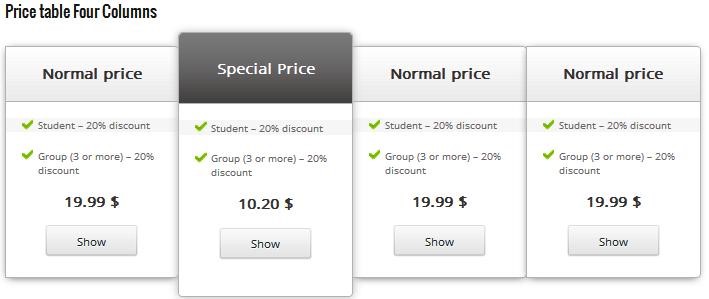 Price table Four Columns
Normal price
Student – 20% discount
Group (3 or more) – 20%
discount
19.99 $
Show
Special Price
Student – 20% discount
Group (3 or more) – 20%
discount
10.20 $
Show
Normal price
Student – 20% discount
Group (3 or more) – 20%
discount
19.99 $
Show
Normal price
Student – 20% discount
Group (3 or more) – 20%
discount
19.99 $
Show